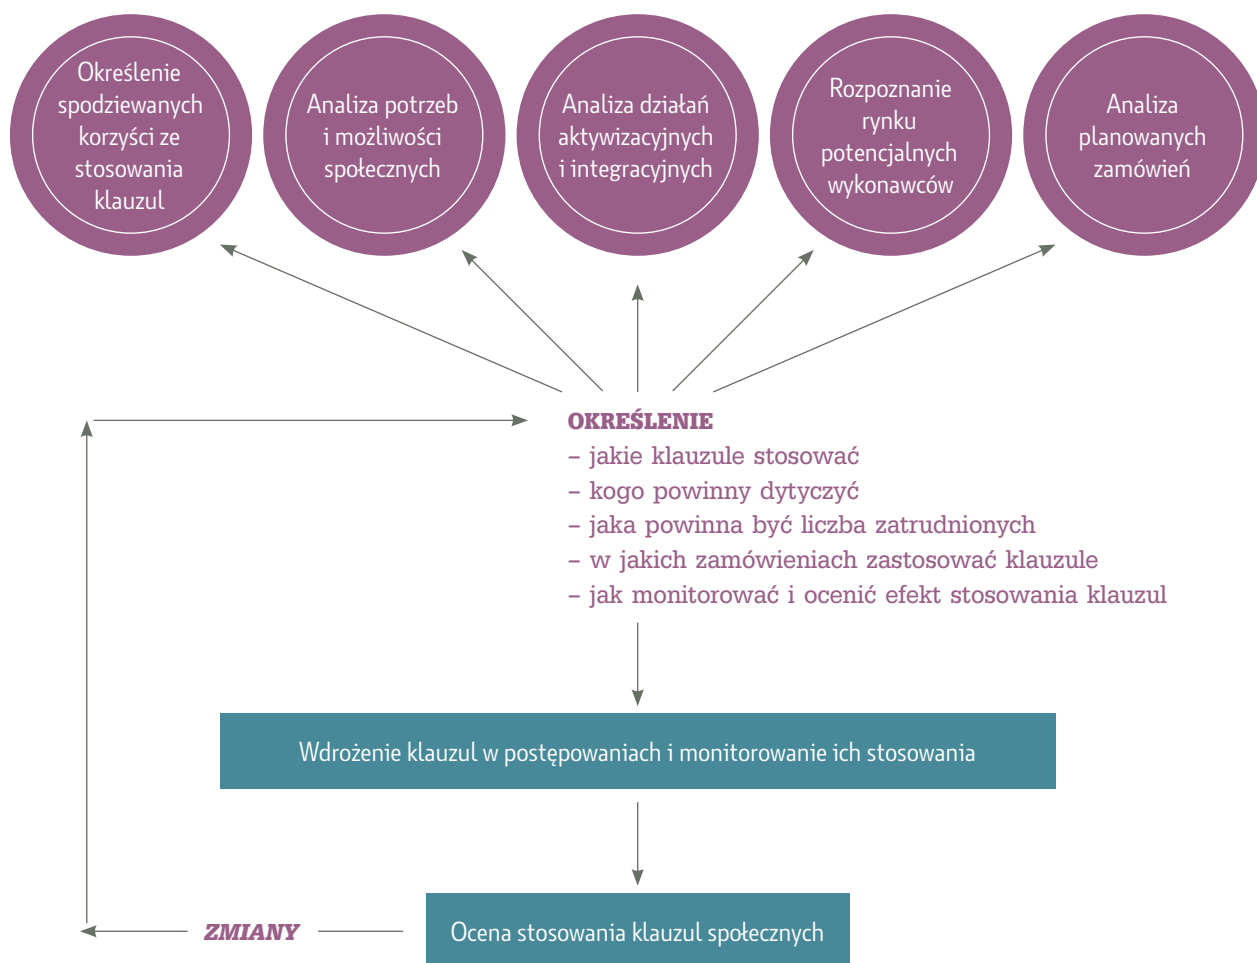 Określenie
spodziewanych
korzyści ze
stosowania
klauzul
Analiza potrzeb
i możliwości
społecznych
Analiza działań
aktywizacyjnych
i integracyjnych
Rozpoznanie
rynku
potencjalnych
wykonawców
Analiza
planowanych
zamówień
OKREŚLENIE
– jakie klauzule stosować
– kogo powinny dytyczyć
– jaka powinna być liczba zatrudnionych
– w jakich zamówieniach zastosować klauzule
– jak monitorować i ocenić efekt stosowania klauzul
Wdrożenie klauzul w postępowaniach i monitorowanie ich stosowania
ZMIANY
Ocena stosowania klauzul społecznych